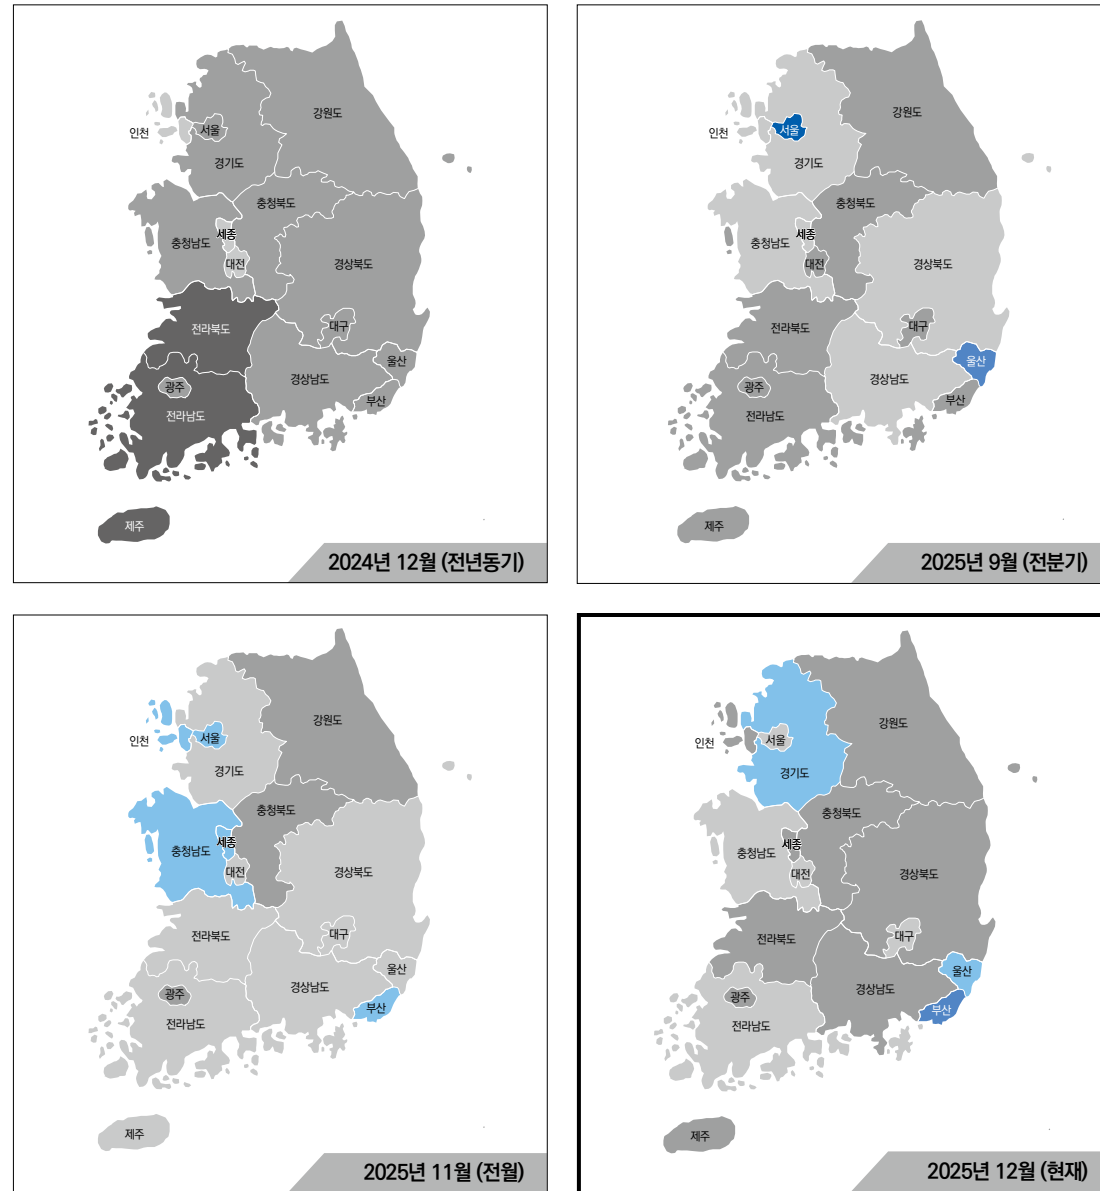 강원도
인천
서울
경기도
충청북도
세종
충청남도
대전
경상북도
전라북도
대구
울산
경상남도
광주
부산
전라남도
제주
2024년 12월 (전년동기)
강원도
인천
서울
경기도
충청북도
세종
충청남도
대전
경상북도
전라북도
대구
울산
경상남도
광주
부산
전라남도
제주
2025년 9월 (전분기)
강원도
인천
서울
경기도
충청북도
세종
충청남도
대전
경상북도
전라북도
대구
울산
경상남도
광주
부산
전라남도
제주
2025년 11월 (전월)
강원도
인천
서울
경기도
충청북도
세종
충청남도
대전
경상북도
전라북도
대구
울산
경상남도
광주
부산
전라남도
제주
2025년 12월 (현재)